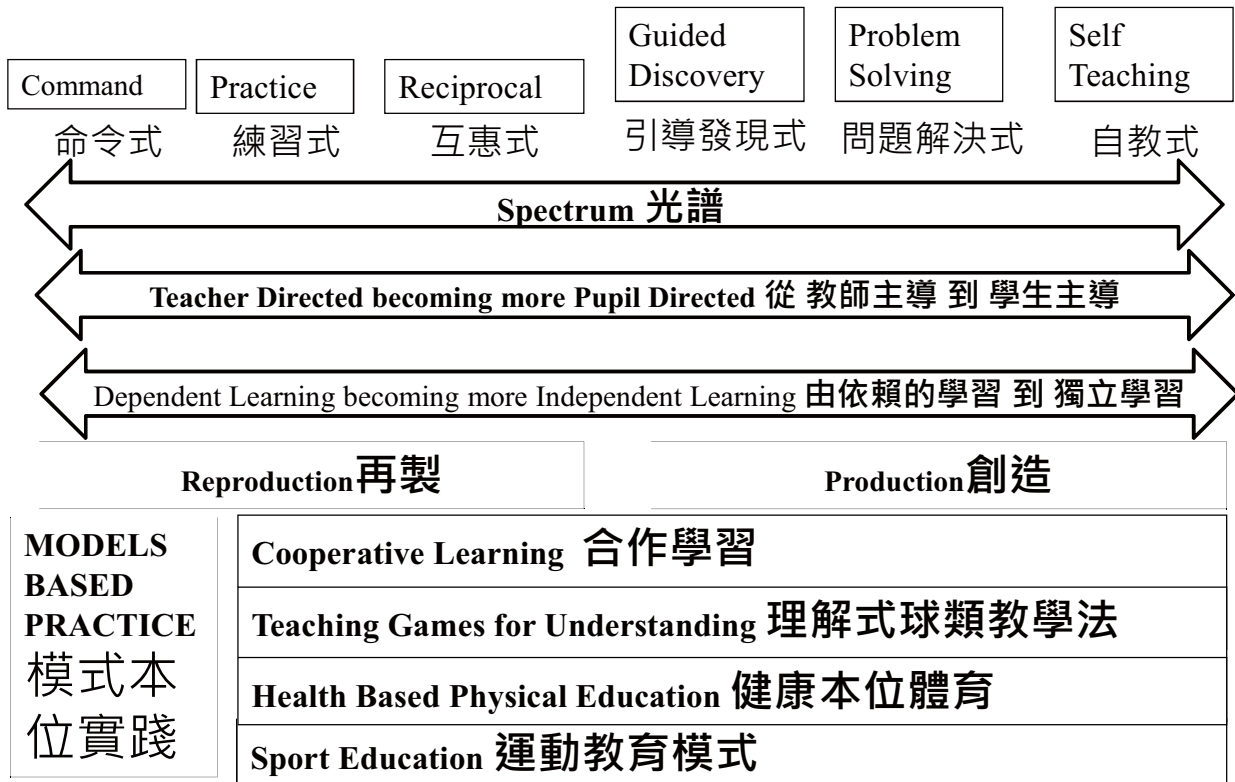 Command
Practice
Reciprocal
Guided
Discovery
Problem
Solving
Self
Teaching
命令式
練習式
互惠式
引導發現式
問題解決式
自教式
Spectrum 光譜
Teacher Directed becoming more Pupil Directed 從 教師主導 到 學生主導
Dependent Learning becoming more Independent Learning 由依賴的學習 到 獨立學習
Reproduction再製
Production創造
MODELS
BASED
PRACTICE
模式本
位實踐
Cooperative Learning 合作學習
Teaching Games for Understanding 理解式球類教學法
Health Based Physical Education 健康本位體育
Sport Education 運動教育模式